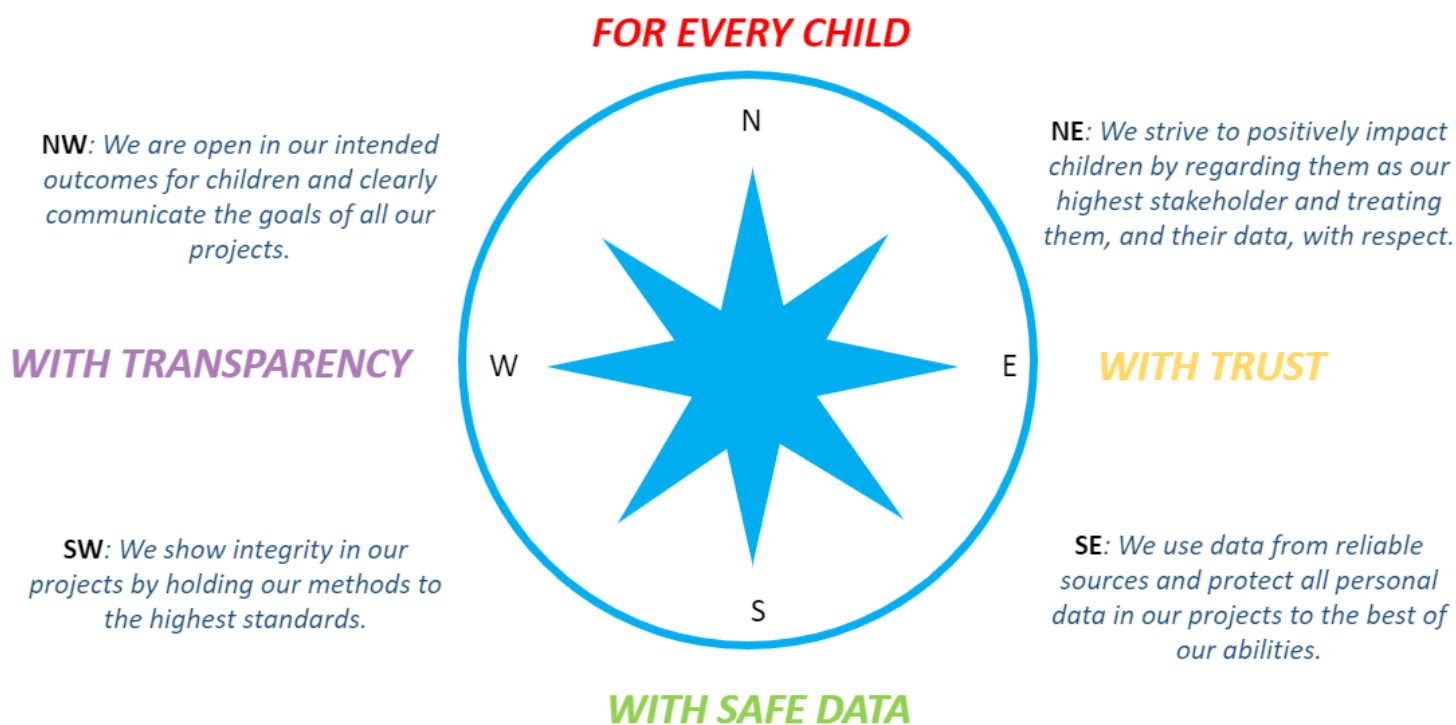 FOR EVERY CHILD
N
NW: We are open in our intended
outcomes for children and clearly
communicate the goals of all our
projects.
NE: We strive to positively impact
children by regarding them as our
highest stakeholder and treating
them, and their data, with respect.
WITH TRANSPARENCY
W
E
WITH TRUST
SW: We show integrity in our
projects by holding our methods to
the highest standards.
S
SE: We use data from reliable
sources and protect all personal
data in our projects to the best of
our abilities.
WITH SAFE DATA